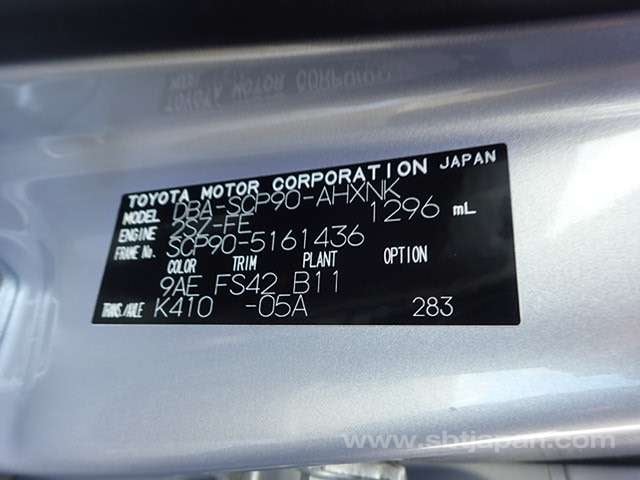 TOYOTA MOTOR CORPORATION JAPAN
MODEL DBA-SCP90-AHXNK
ENGINE 2SZ-FE 1296 mL
FRAME No. SCP90-5161436
COLOR TRIM PLANT OPTION
9AE FS42 B11
TRANS./AXLE K410 -05A 283
www.sbtjapan.com